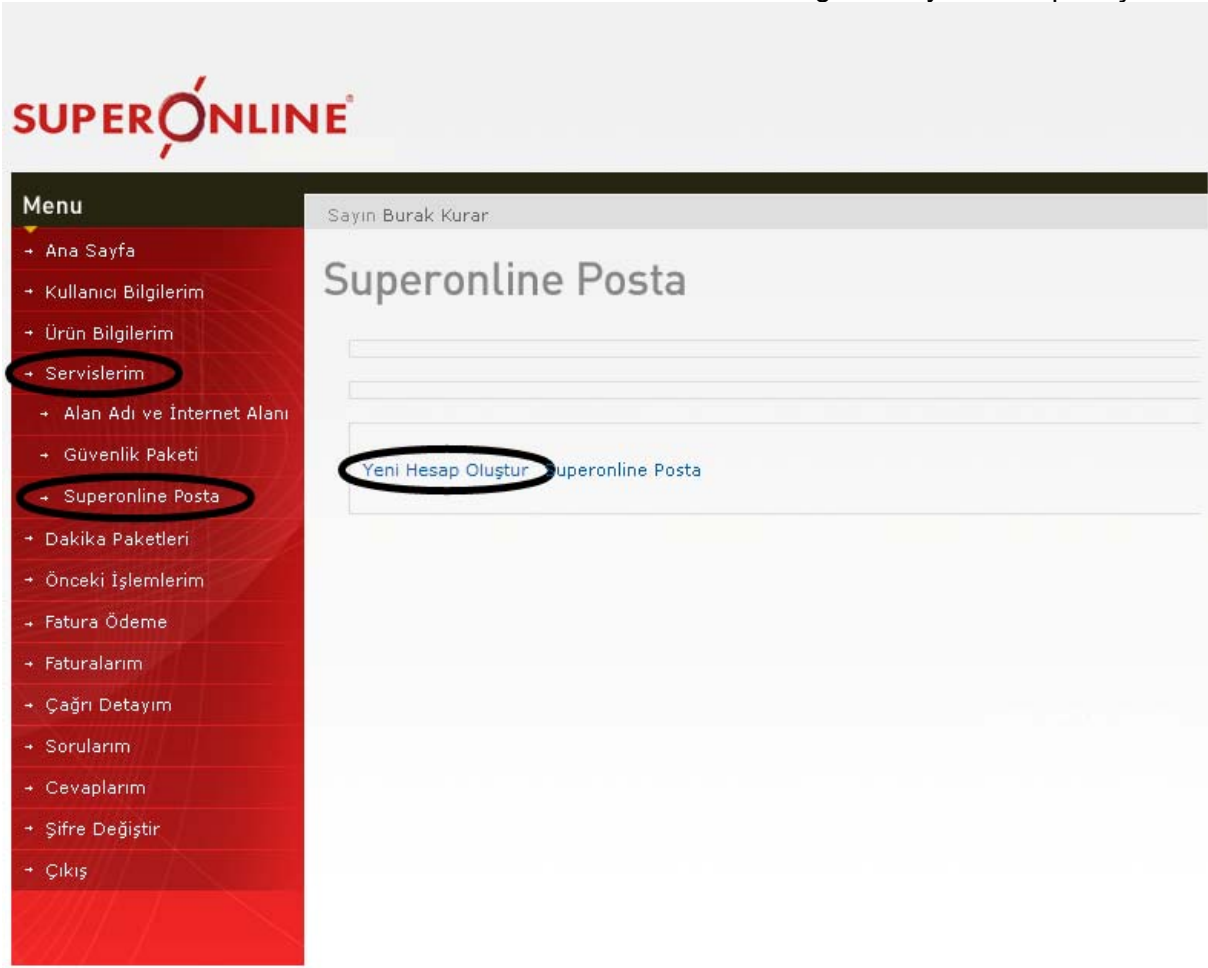 SUPERONLINE®
Menu
Ana Sayfa
Kullanıcı Bilgilerim
Ürün Bilgilerim
Servislerim
Alan Adı ve İnternet Alanı
Güvenlik Paketi
Superonline Posta
Dakika Paketleri
Önceki İşlemlerim
Fatura Ödeme
Faturalarım
Çağrı Detayım
Sorularım
Cevaplarım
Şifre Değiştir
Çıkış
Sayın Burak Kurar
Superonline Posta
Yeni Hesap Oluştur Superonline Posta